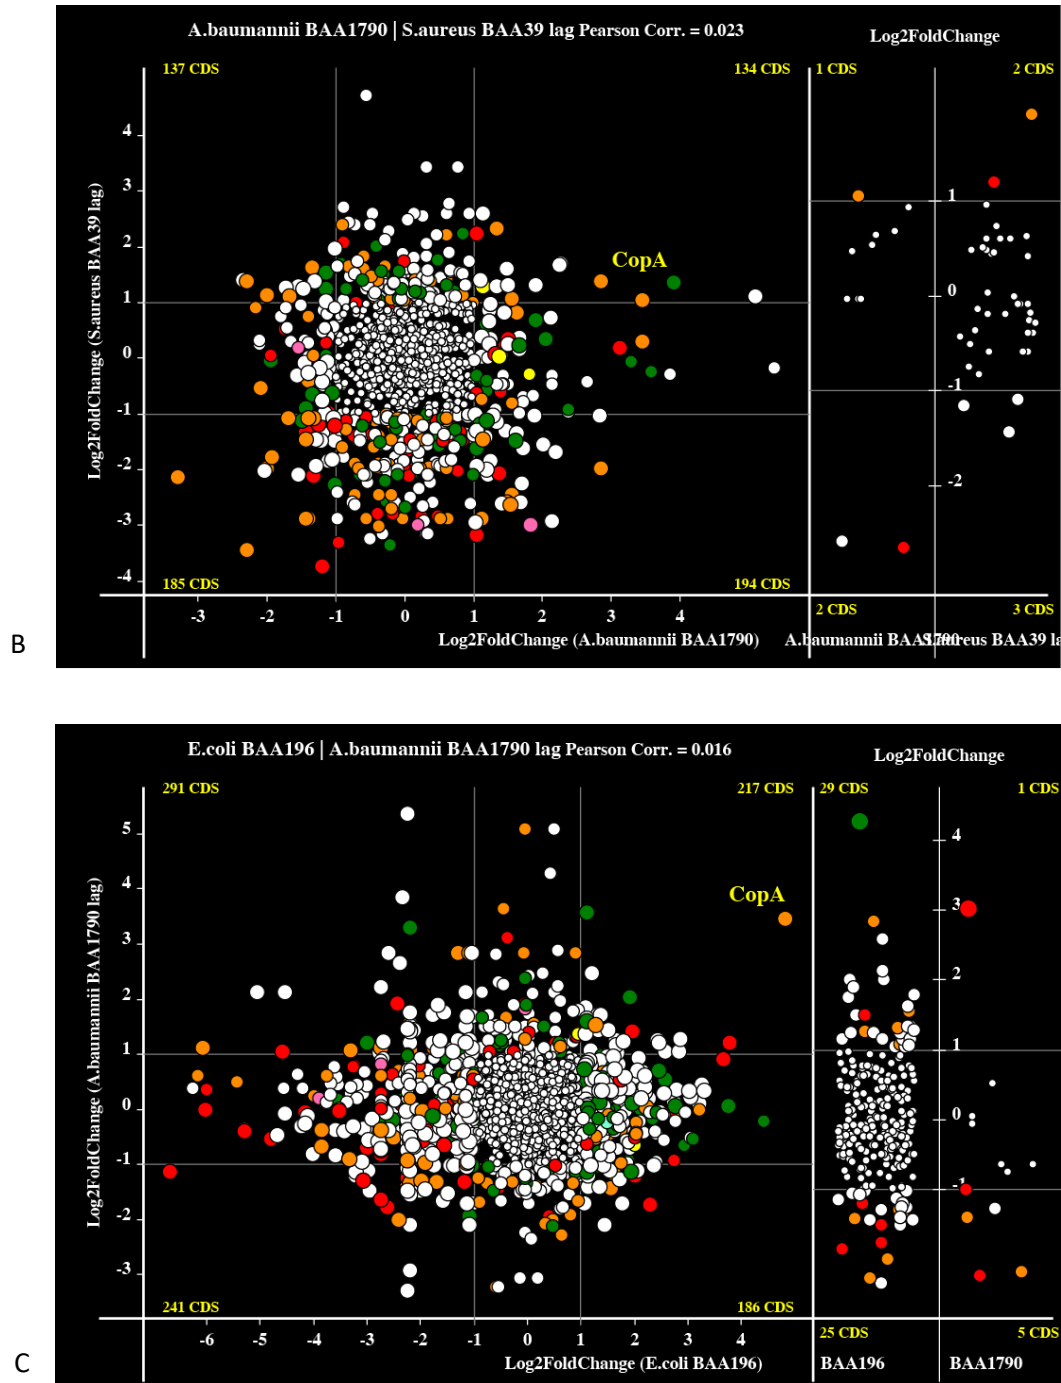 A.baumannii BAA1790 | S.aureus BAA39 lag Pearson Corr. = 0.023
Log2FoldChange
137 CDS
134 CDS
1 CDS
2 CDS
4
3
2
1
0
-1
-2
-3
-4
Log2FoldChange (S.aureus BAA39 lag)
CopA
1
0
-1
-2
185 CDS
194 CDS
2 CDS
3 CDS
-3 -2 -1 0 1 2 3 4
Log2FoldChange (A.baumannii BAA1790)
A.baumannii BAA1790
S.aureus BAA39 la
B
E.coli BAA196 | A.baumannii BAA1790 lag Pearson Corr. = 0.016
Log2FoldChange
291 CDS
217 CDS
29 CDS
1 CDS
5
4
3
2
1
0
-1
-2
-3
Log2FoldChange (A.baumannii BAA1790 lag)
CopA
4
3
2
1
0
-1
241 CDS
186 CDS
25 CDS
5 CDS
-6 -5 -4 -3 -2 -1 0 1 2 3 4
Log2FoldChange (E.coli BAA196)
BAA196
BAA1790
C